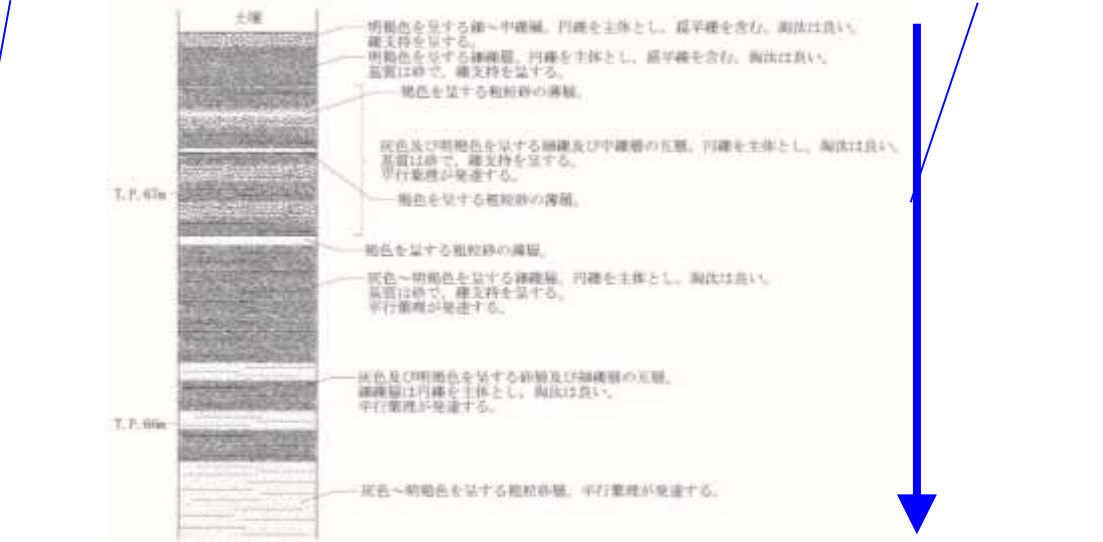 土壌
明褐色を呈する細～中礫層。円礫を主体とし、扁平礫を含む。淘汰は良い。
礫支持を呈する。
明褐色を呈する細礫層。円礫を主体とし、扁平礫を含む。淘汰は良い。
基質は砂で、礫支持を呈する。
褐色を呈する粗粒砂の薄層。
灰色及び明褐色を呈する細礫及び中礫層の互層。円礫を主体とし、淘汰は良い。
基質は砂で、礫支持を呈する。
平行葉理が発達する。
T.P.67m
褐色を呈する粗粒砂の薄層。
褐色を呈する粗粒砂の薄層。
灰色～明褐色を呈する細礫層。円礫を主体とし、淘汰は良い。
基質は砂で、礫支持を呈する。
平行葉理が発達する。
灰色及び明褐色を呈する砂層及び細礫層の互層。
細礫層は円礫を主体とし、淘汰は良い。
平行葉理が発達する。
T.P.66m
灰色～明褐色を呈する粗粒砂層。平行葉理が発達する。